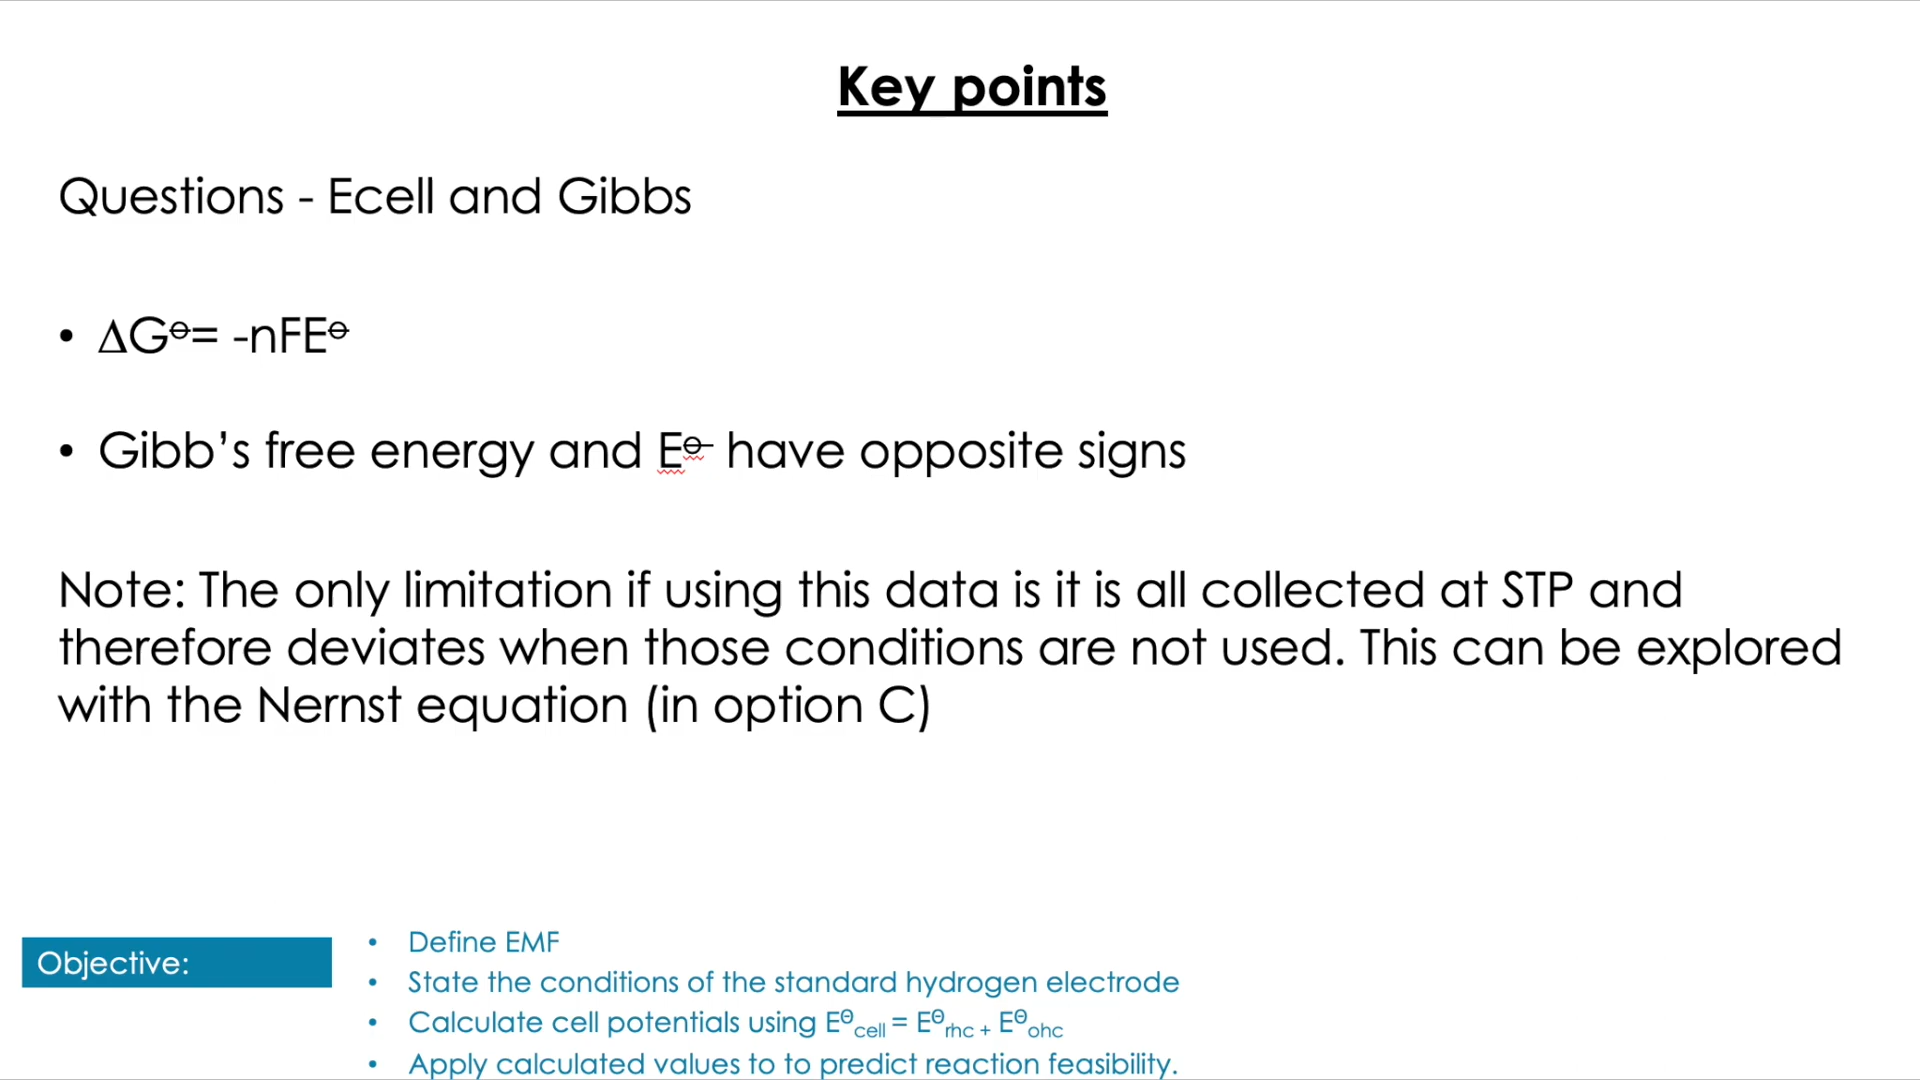 Key points
Questions - Ecell and Gibbs
• ΔG⦵= -nFE⦵
• Gibb’s free energy and E⦵ have opposite signs
Note: The only limitation if using this data is it is all collected at STP and
therefore deviates when those conditions are not used. This can be explored
with the Nernst equation (in option C)
Objective:
• Define EMF
• State the conditions of the standard hydrogen electrode
• Calculate cell potentials using EΘcell = EΘrhc + EΘohc
• Apply calculated values to to predict reaction feasibility.